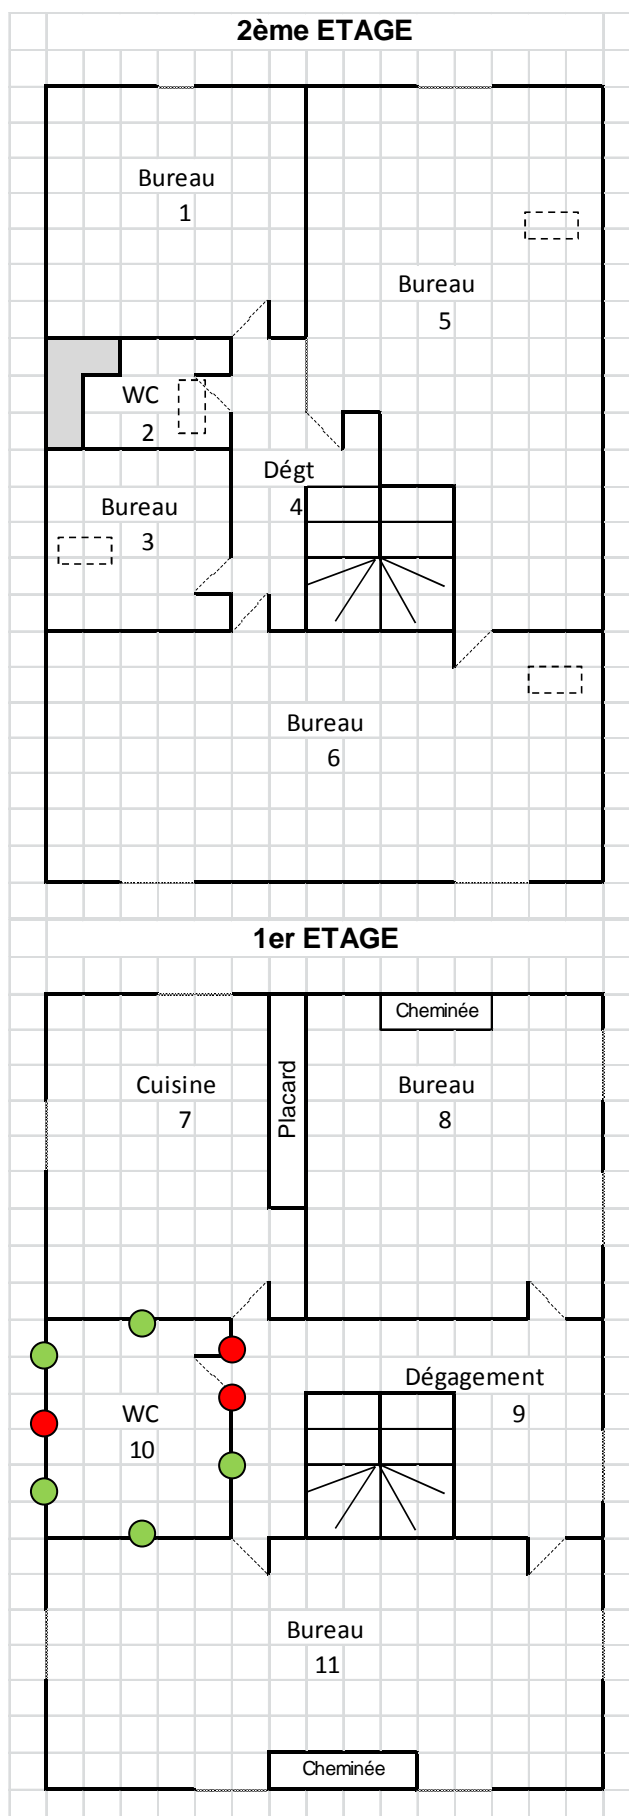 2ème ETAGE
Bureau
1
Bureau
5
WC
2
Dégt
4
Bureau
3
Bureau
6
1er ETAGE
Cheminée
Cuisine
7
Placard
Bureau
8
Dégagement
9
WC
10
Bureau
11
Cheminée